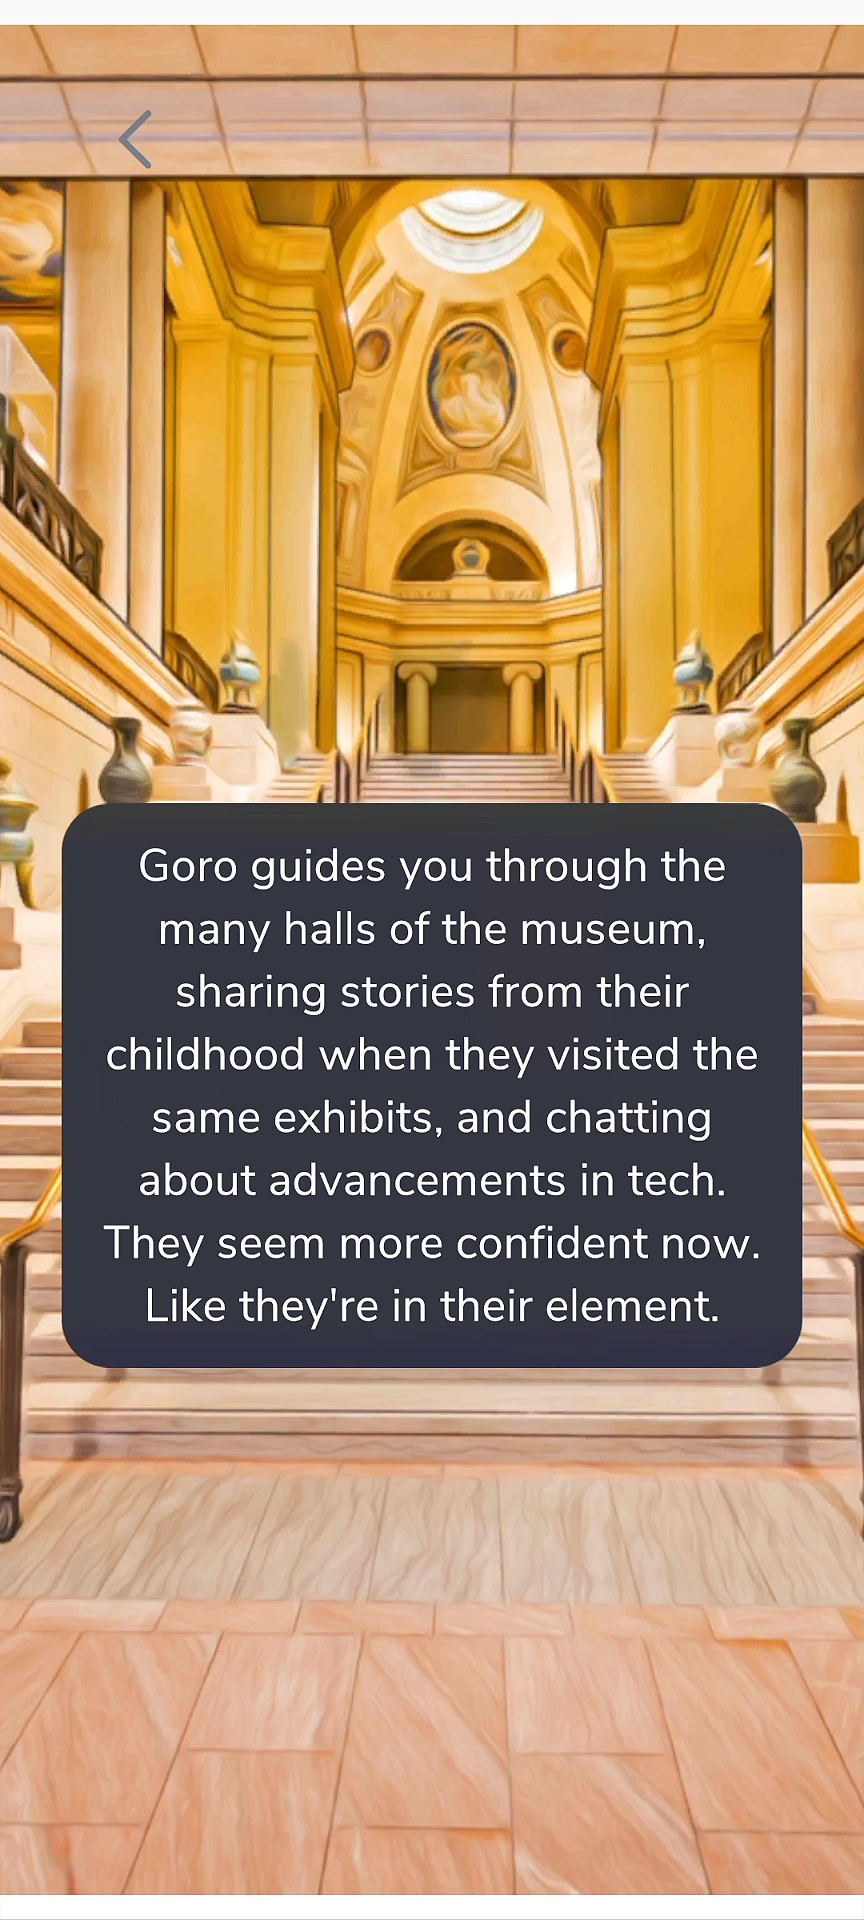 Goro guides you through the
many halls of the museum,
sharing stories from their
childhood when they visited the
same exhibits, and chatting
about advancements in tech.
They seem more confident now.
Like they're in their element.